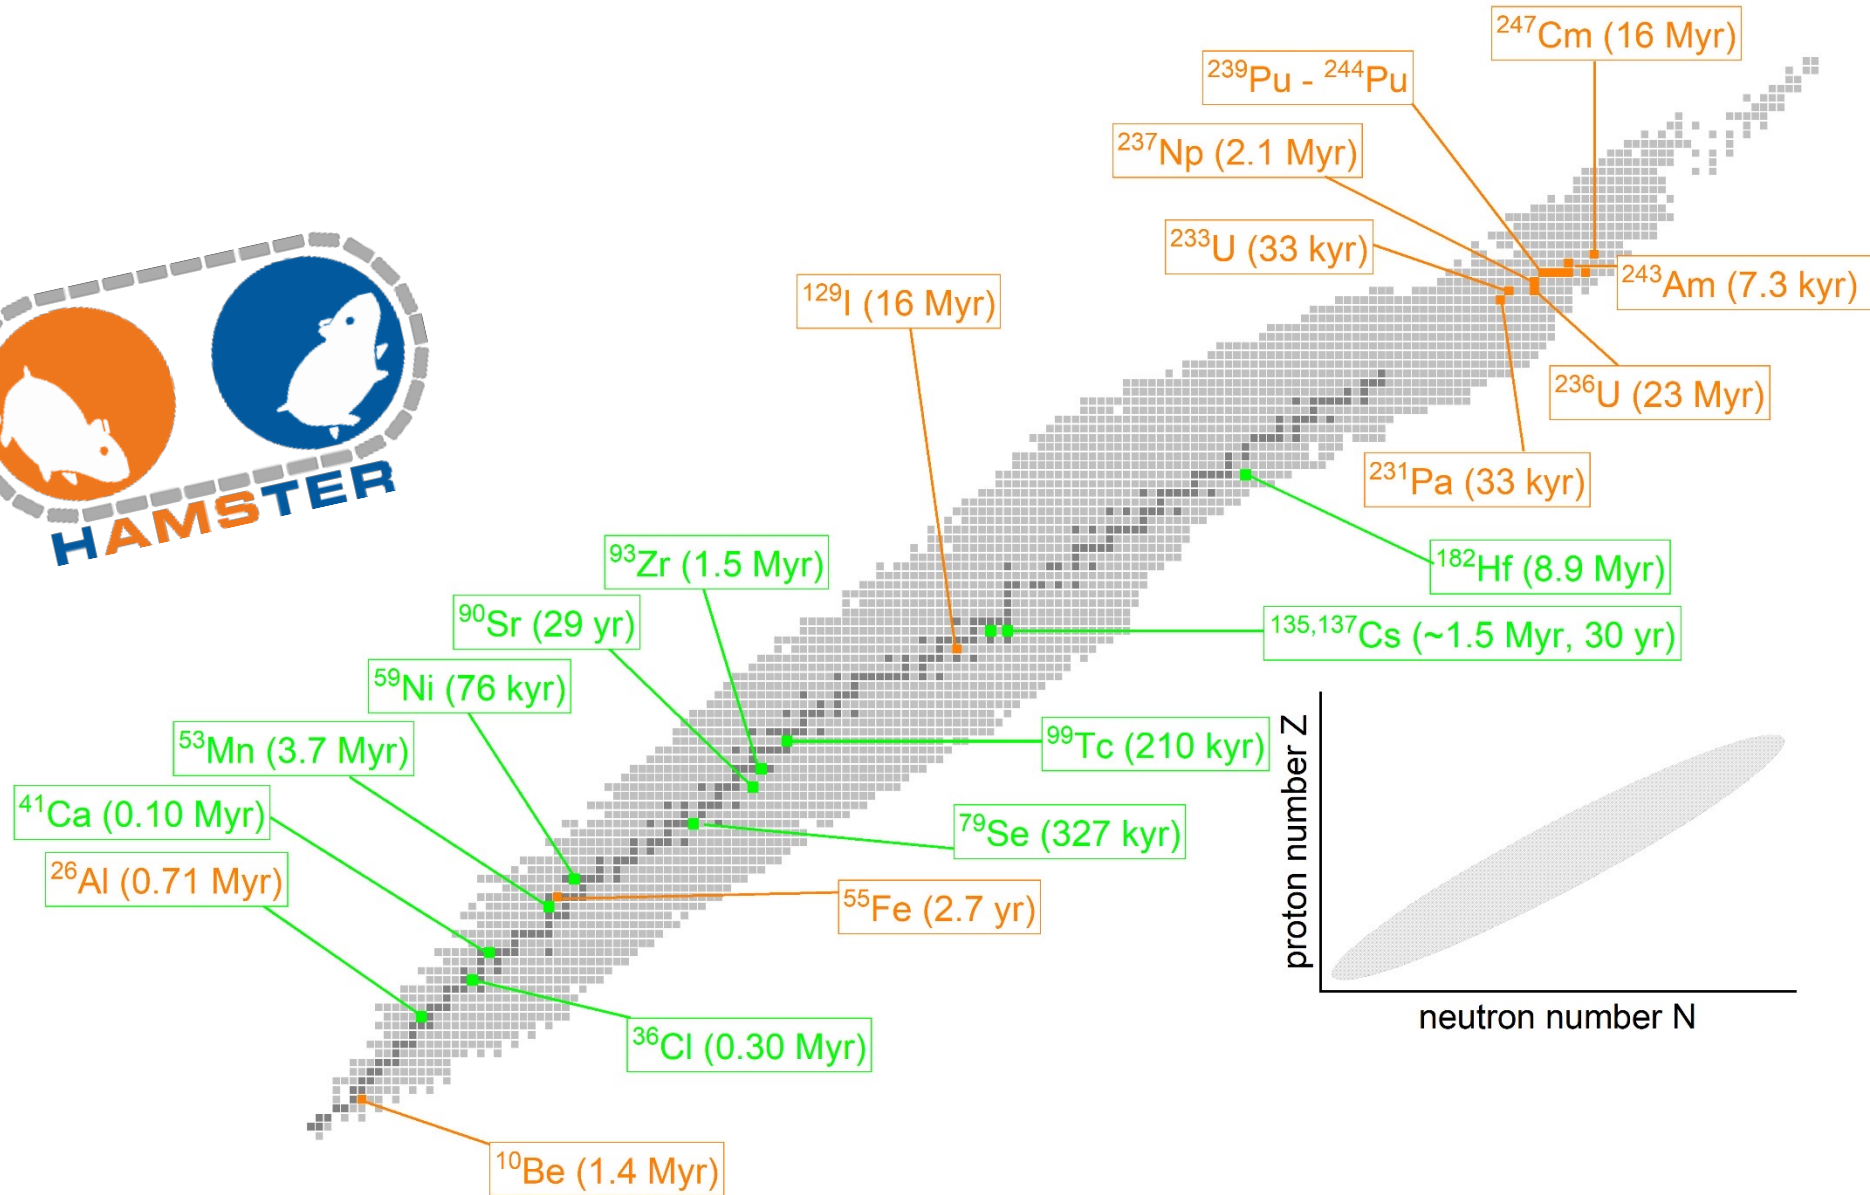 ²⁴⁷Cm (16 Myr)
²³⁹Pu - ²⁴⁴Pu
²³⁷Np (2.1 Myr)
²³³U (33 kyr)
²⁴³Am (7.3 kyr)
¹²⁹I (16 Myr)
²³⁶U (23 Myr)
²³¹Pa (33 kyr)
HAMSTER
⁹³Zr (1.5 Myr)
¹⁸²Hf (8.9 Myr)
⁹⁰Sr (29 yr)
¹³⁵,¹³⁷Cs (~1.5 Myr, 30 yr)
⁵⁹Ni (76 kyr)
⁵³Mn (3.7 Myr)
⁹⁹Tc (210 kyr)
⁴¹Ca (0.10 Myr)
⁷⁹Se (327 kyr)
²⁶Al (0.71 Myr)
⁵⁵Fe (2.7 yr)
³⁶Cl (0.30 Myr)
¹⁰Be (1.4 Myr)
proton number Z
neutron number N